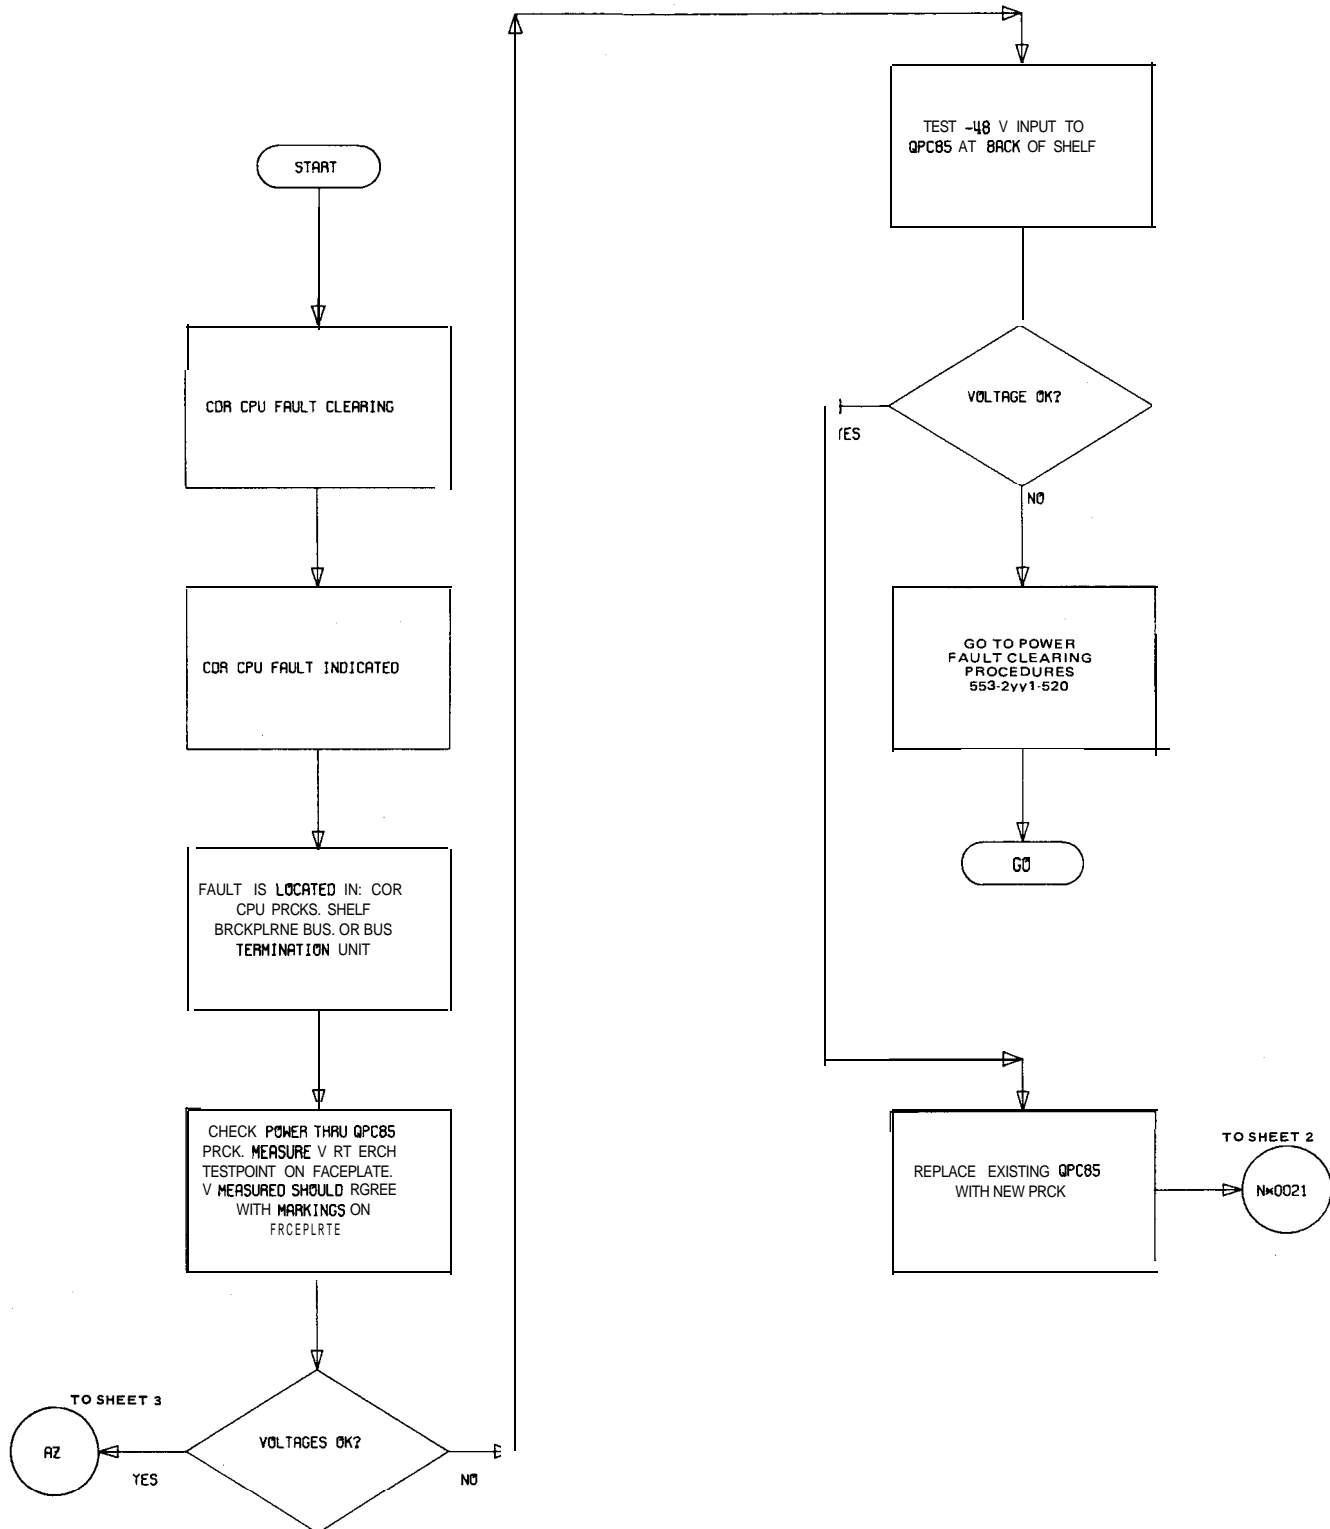 START
CDR CPU FAULT CLEARING
CDR CPU FAULT INDICATED
FAULT IS LOCATED IN: COR
CPU PRCKS. SHELF
BRCKPLRNE BUS. OR BUS
TERMINATION UNIT
CHECK POWER THRU QPC85
PRCK. MEASURE V RT ERCH
TESTPOINT ON FACEPLATE.
V MEASURED SHOULD RGREE
WITH MARKINGS ON
FRCEPLRTE
TO SHEET 3
AZ
YES
VOLTAGES OK?
NO
TEST -48 V INPUT TO
QPC85 AT BACK OF SHELF
VOLTAGE OK?
YES
NO
GO TO POWER
FAULT CLEARING
PROCEDURES
553-2yy1-520
GO
REPLACE EXISTING QPC85
WITH NEW PRCK
TO SHEET 2
N*0021